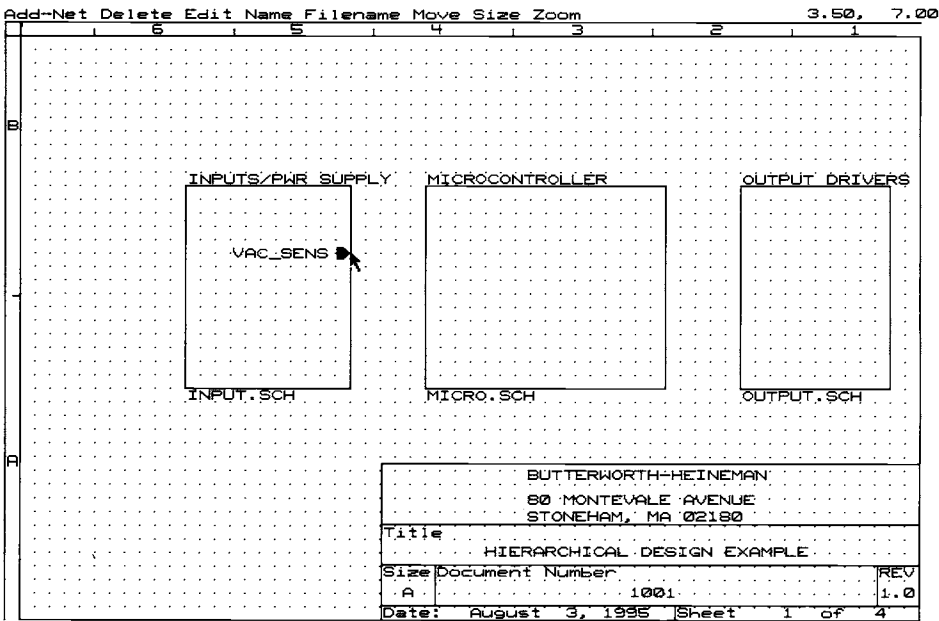 Add-Net Delete Edit Name Filename Move Size Zoom 3.50, 7.00
6 5 4 3 2 1
B
INPUTS/PWR SUPPLY MICROCONTROLLER OUTPUT DRIVERS
VAC_SENS
INPUT.SCH MICRO.SCH OUTPUT.SCH
A
BUTTERWORTH-HEINEMAN
80 MONTEVALE AVENUE
STONEHAM, MA 02180
Title
HIERARCHICAL DESIGN EXAMPLE
Size Document Number REV
A 1001 1.0
Date: August 3, 1995 Sheet 1 of 4